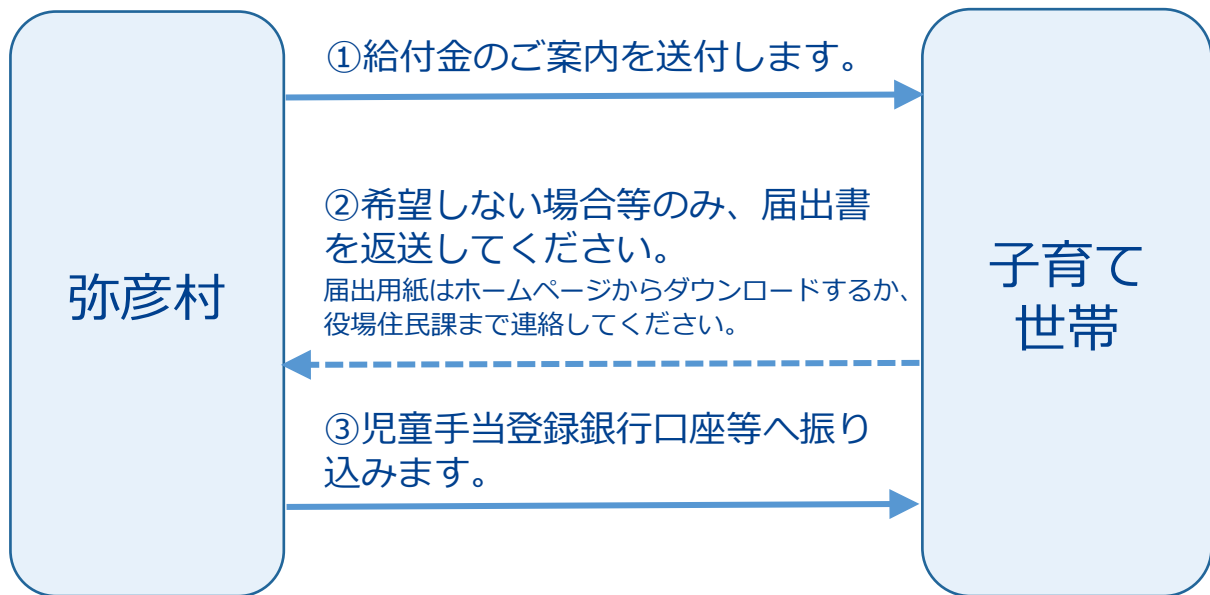 弥彦村
①給付金のご案内を送付します。
②希望しない場合等のみ、届出書
を返送してください。
届出用紙はホームページからダウンロードするか、
役場住民課まで連絡してください。
③児童手当登録銀行口座等へ振り
込みます。
子育て
世帯